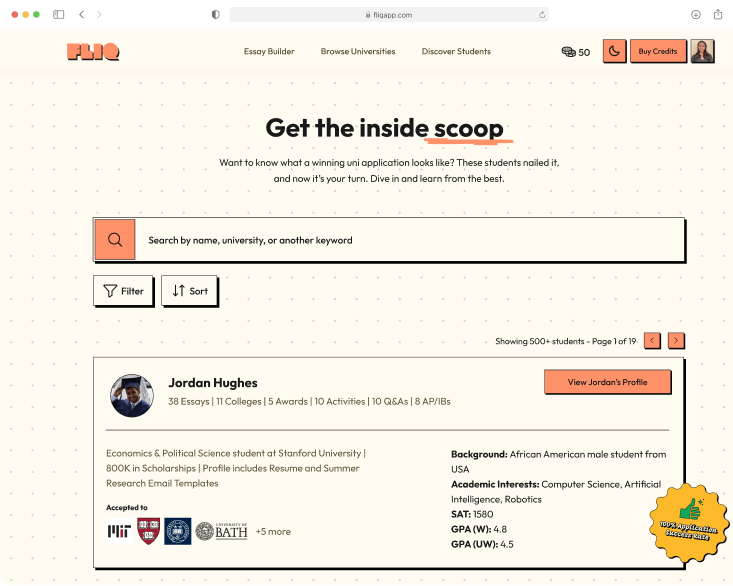 fliqapp.com
FLIQ
Essay Builder
Browse Universities
Discover Students
50
Buy Credits
Get the inside scoop
Want to know what a winning uni application looks like? These students nailed it,
and now it's your turn. Dive in and learn from the best.
Search by name, university, or another keyword
Filter
Sort
Showing 500+ students - Page 1 of 19
Jordan Hughes
38 Essays | 11 Colleges | 5 Awards | 10 Activities | 10 Q&As | 8 AP/IBs
View Jordan's Profile
Economics & Political Science student at Stanford University |
800K in Scholarships | Profile includes Resume and Summer
Research Email Templates
Accepted to
MIT
UNIVERSITY OF
BATH
+5 more
Background: African American male student from
USA
Academic Interests: Computer Science, Artificial
Intelligence, Robotics
SAT: 1580
GPA (W): 4.8
GPA (UW): 4.5
100% Application
Success Rate